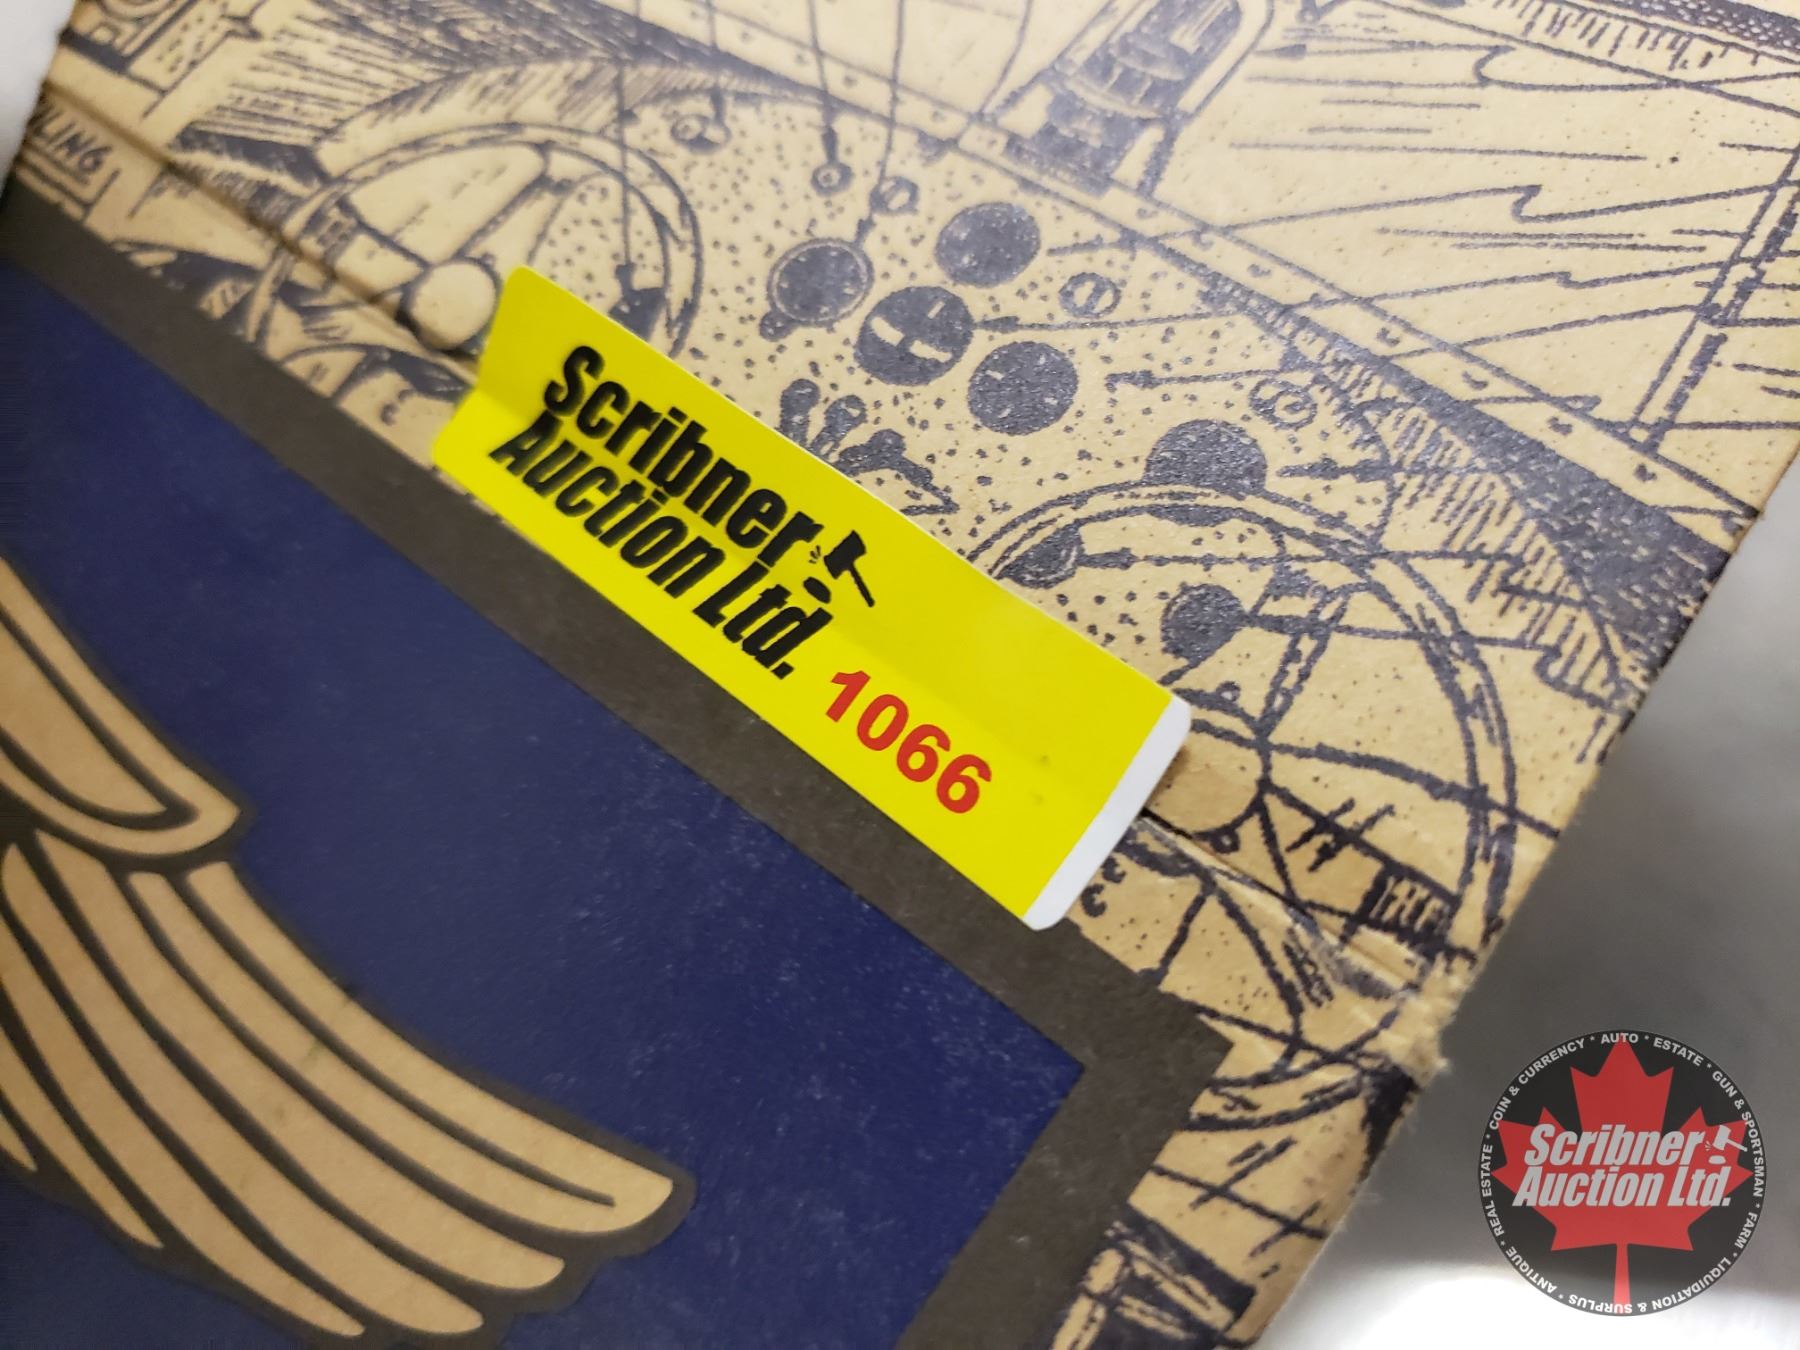 Scribner
Auction Ltd.
1066
Scribner
Auction Ltd.
COIN & CURRENCY * AUTO * ESTATE * GUN & SPORTSMAN * FARM * LIQUIDATION & SURPLUS * ANTIQUE * REAL ESTATE *